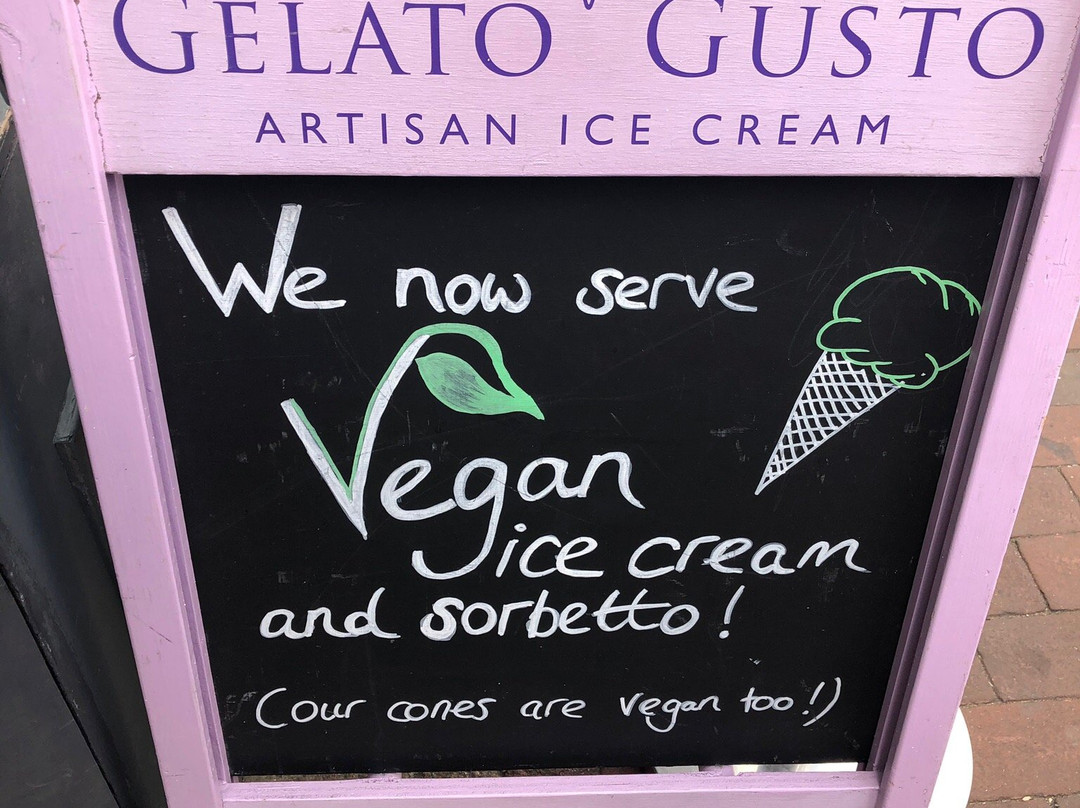 GELATO GUSTO
ARTISAN ICE CREAM
We now serve
Vegan
ice cream
and sorbetto!
(our cones are vegan too!)